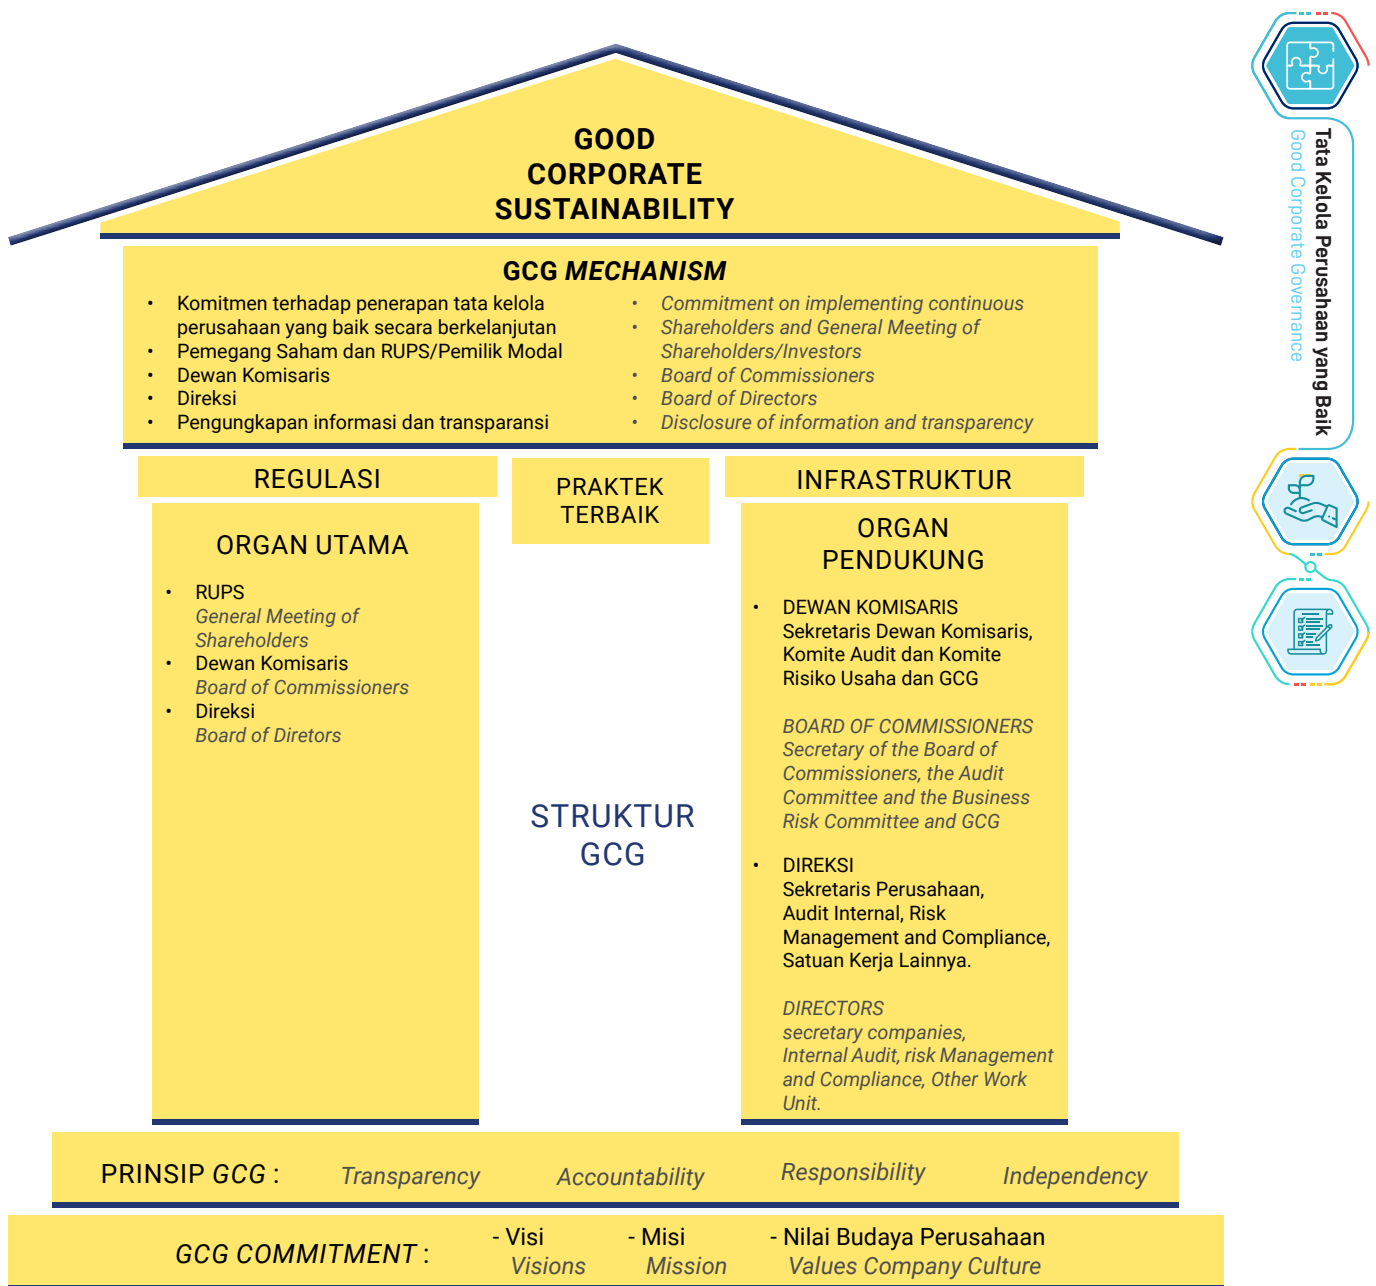 GOOD
CORPORATE
SUSTAINABILITY
GCG MECHANISM
• Komitmen terhadap penerapan tata kelola
perusahaan yang baik secara berkelanjutan
• Pemegang Saham dan RUPS/Pemilik Modal
• Dewan Komisaris
• Direksi
• Pengungkapan informasi dan transparansi
• Commitment on implementing continuous
• Shareholders and General Meeting of
Shareholders/Investors
• Board of Commissioners
• Board of Directors
• Disclosure of information and transparency
REGULASI
PRAKTEK
TERBAIK
INFRASTRUKTUR
ORGAN UTAMA
• RUPS
General Meeting of
Shareholders
• Dewan Komisaris
Board of Commissioners
• Direksi
Board of Diretors
STRUKTUR
GCG
ORGAN
PENDUKUNG
• DEWAN KOMISARIS
Sekretaris Dewan Komisaris,
Komite Audit dan Komite
Risiko Usaha dan GCG
BOARD OF COMMISSIONERS
Secretary of the Board of
Commissioners, the Audit
Committee and the Business
Risk Committee and GCG
• DIREKSI
Sekretaris Perusahaan,
Audit Internal, Risk
Management and Compliance,
Satuan Kerja Lainnya.
DIRECTORS
secretary companies,
Internal Audit, risk Management
and Compliance, Other Work
Unit.
PRINSIP GCG : Transparency Accountability Responsibility Independency
GCG COMMITMENT : - Visi - Misi - Nilai Budaya Perusahaan
Visions Mission Values Company Culture
Tata Kelola Perusahaan yang Baik
Good Corporate Governance